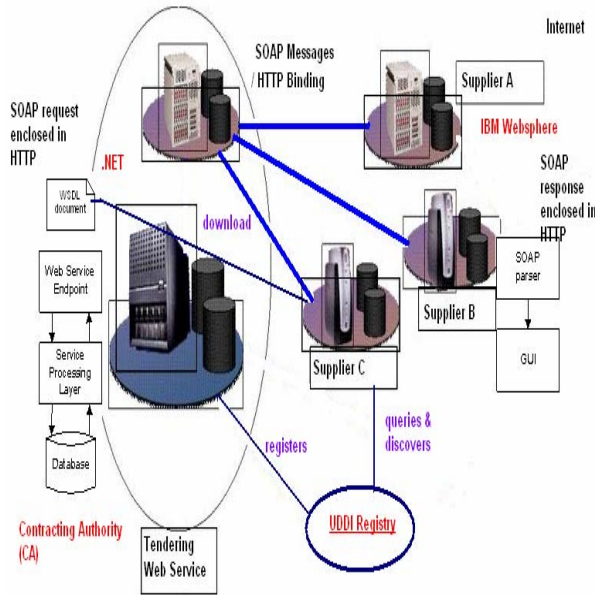 Internet
SOAP Messages
/ HTTP Binding
Supplier A
SOAP request
enclosed in
HTTP
IBM Websphere
.NET
SOAP
response
enclosed in
HTTP
WSDL
document
download
Web Service
Endpoint
SOAP
parser
Supplier B
Service
Processing
Layer
Supplier C
GUI
queries &
discovers
registers
Database
UDDI Registry
Contracting Authority
(CA)
Tendering
Web Service